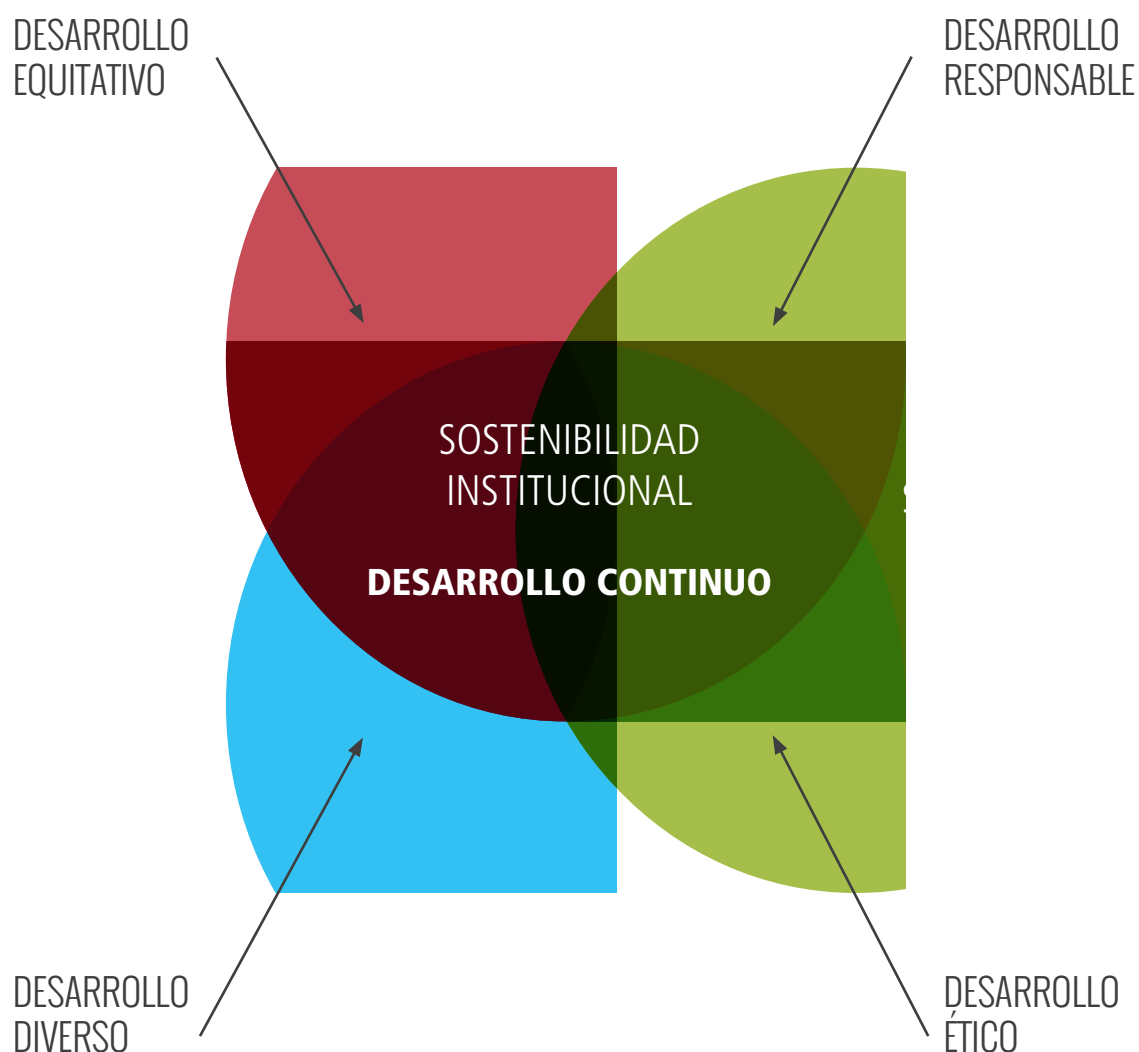 DESARROLLO
EQUITATIVO
DESARROLLO
RESPONSABLE
SOSTENIBILIDAD
INSTITUCIONAL
DESARROLLO CONTINUO
DESARROLLO
DIVERSO
DESARROLLO
ÉTICO